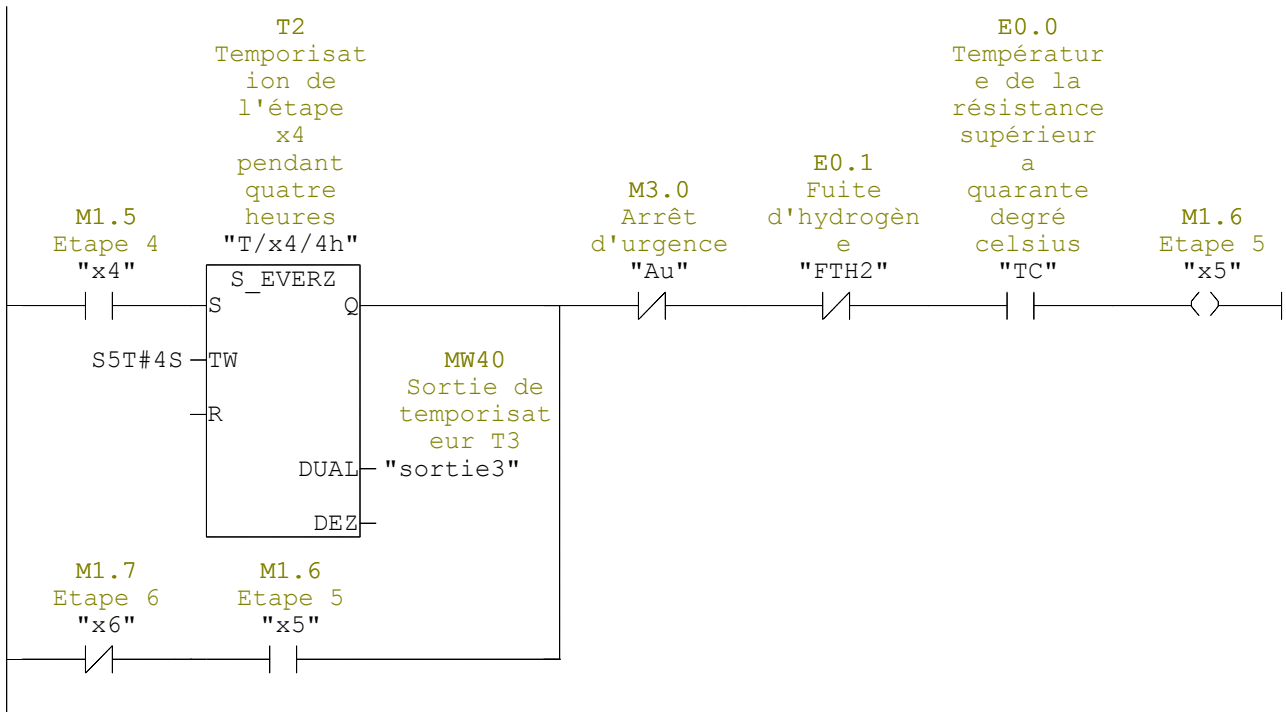 T2
Temporisat
ion de
l'étape
x4
pendant
quatre
heures
"T/x4/4h"
E0.0
Températur
e de la
résistance
supérieur
a
quarante
degré
celsius
"TC"
M1.5
Etape 4
"x4"
M3.0
Arrêt
d'urgence
"Au"
E0.1
Fuite
d'hydrogèn
e
"FTH2"
M1.6
Etape 5
"x5"
S_EVERZ
S
Q
S5T#4S
TW
R
MW40
Sortie de
temporisat
eur T3
"sortie3"
DUAL
DEZ
M1.7
Etape 6
"x6"
M1.6
Etape 5
"x5"